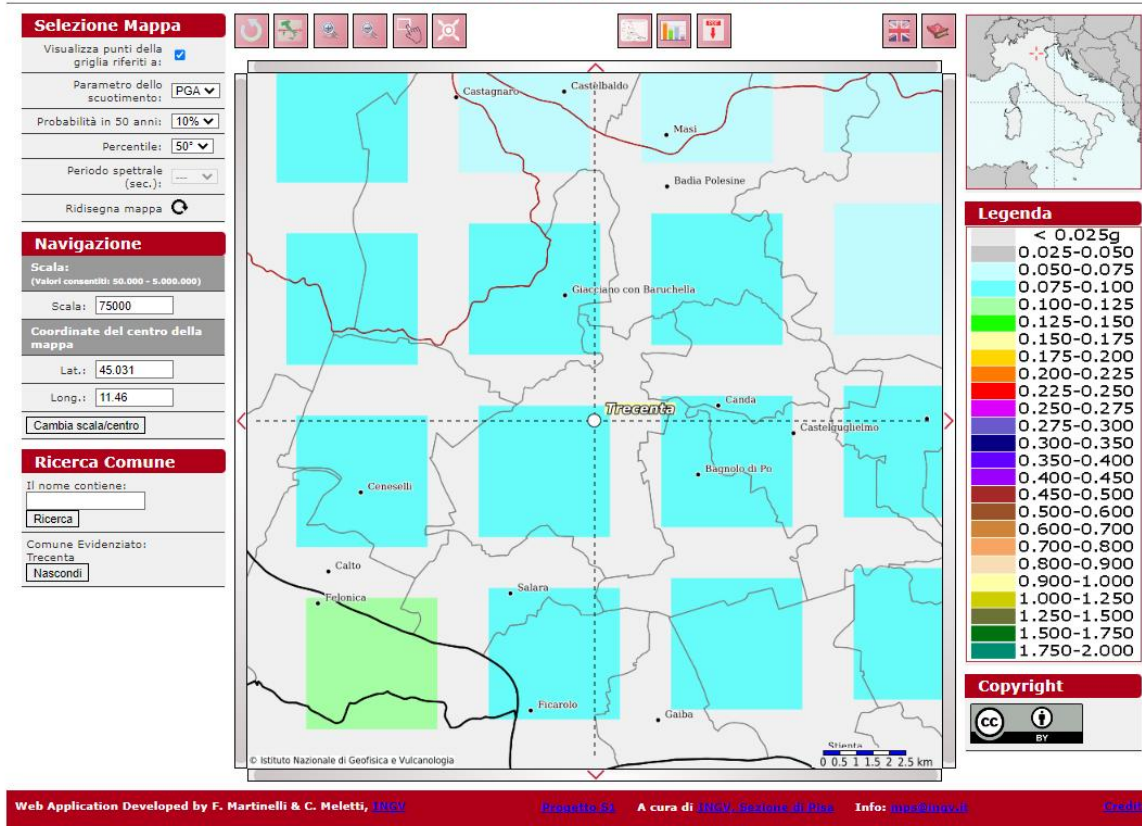 Selezione Mappa
Visualizza punti della
griglia riferiti a:
Parametro dello
scuotimento:
PGA
Probabilità in 50 anni:
10%
Percentile:
50°
Periodo spettrale
(sec.):
---
Ridisegna mappa
Navigazione
Scala:
(Valori consentiti: 50.000 - 5.000.000)
Scala:
75000
Coordinate del centro della
mappa
Lat.:
45.031
Long.:
11.46
Cambia scala/centro
Ricerca Comune
Il nome contiene:
Ricerca
Comune Evidenziato:
Trecenta
Nascondi
PDF
Castagnaro
Castelbaldo
Masi
Badia Polesine
Giacciano con Baruchella
Trecenta
Canda
Castelguglielmo
Bagnolo di Po
Ceneselli
Calto
Felonica
Salara
Ficarolo
Gaiba
Stienta
0 0.5 1 1.5 2 2.5 km
© Istituto Nazionale di Geofisica e Vulcanologia
Legenda
< 0.025g
0.025-0.050
0.050-0.075
0.075-0.100
0.100-0.125
0.125-0.150
0.150-0.175
0.175-0.200
0.200-0.225
0.225-0.250
0.250-0.275
0.275-0.300
0.300-0.350
0.350-0.400
0.400-0.450
0.450-0.500
0.500-0.600
0.600-0.700
0.700-0.800
0.800-0.900
0.900-1.000
1.000-1.250
1.250-1.500
1.500-1.750
1.750-2.000
Copyright
cc
BY
Web Application Developed by F. Martinelli & C. Meletti, INGV
Progetto S1
A cura di INGV, Sezione di Pisa
Info: mps@ingv.it
Credit